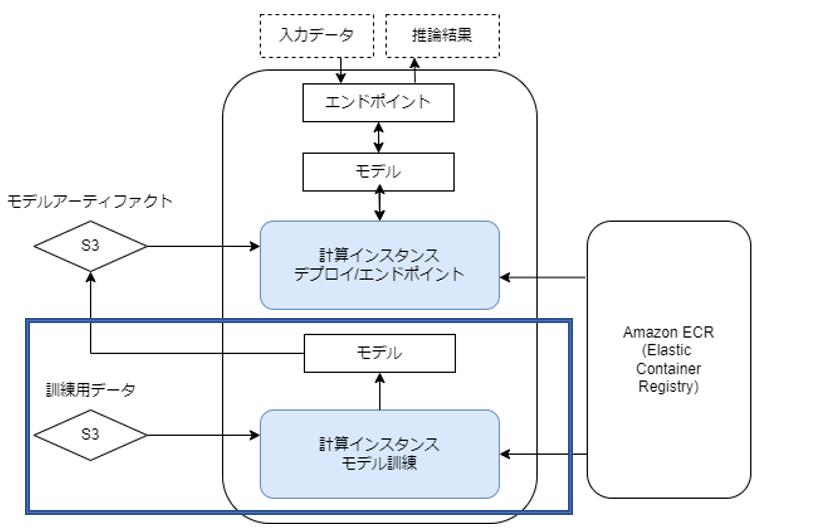 入力データ
推論結果
エンドポイント
モデル
モデルアーティファクト
S3
計算インスタンス
デプロイ/エンドポイント
Amazon ECR
(Elastic
Container
Registry)
モデル
訓練用データ
S3
計算インスタンス
モデル訓練